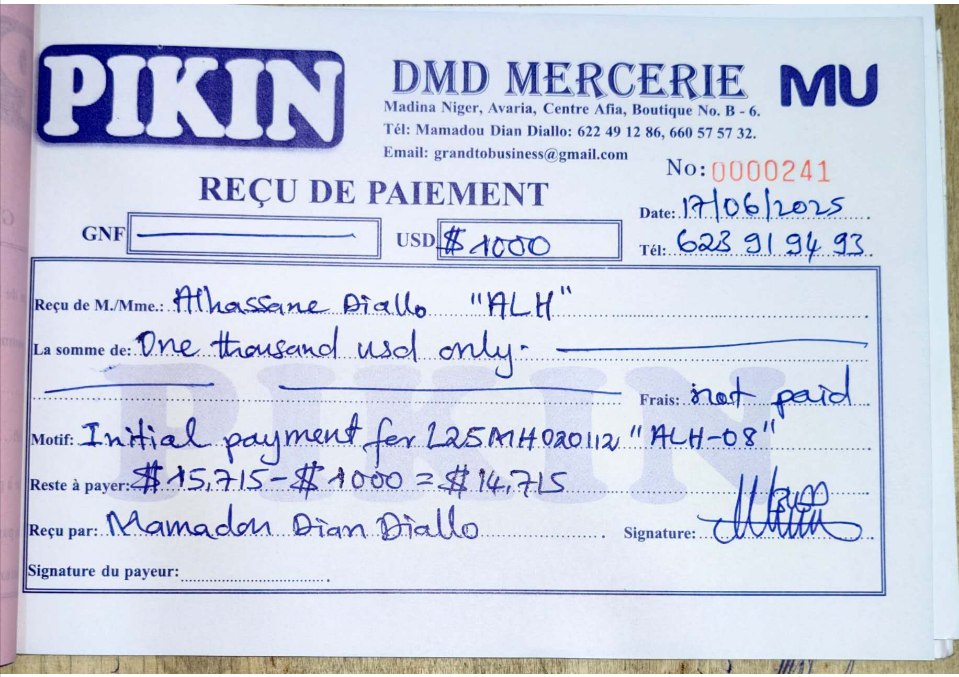 PIKIN
DMD MERCERIE
MU
Madina Niger, Avaria, Centre Afia, Boutique No. B - 6.
Tél: Mamadou Dian Diallo: 622 49 12 86, 660 57 57 32.
Email: grandtobusiness@gmail.com
No: 0000241
REÇU DE PAIEMENT
Date: 17/06/2025
GNF
USD $ 1000
Tél: 623 91 94 93
Reçu de M./Mme.: Alhassane Diallo "ALH"
La somme de: One thousand usd only.
Frais: not paid
Motif: Initial payment for L25MH020112 "ALH-08"
Reste à payer: $ 15,715 - $ 1000 = $ 14,715
Reçu par: Mamadou Dian Diallo
Signature:
Signature du payeur:
PIKIN